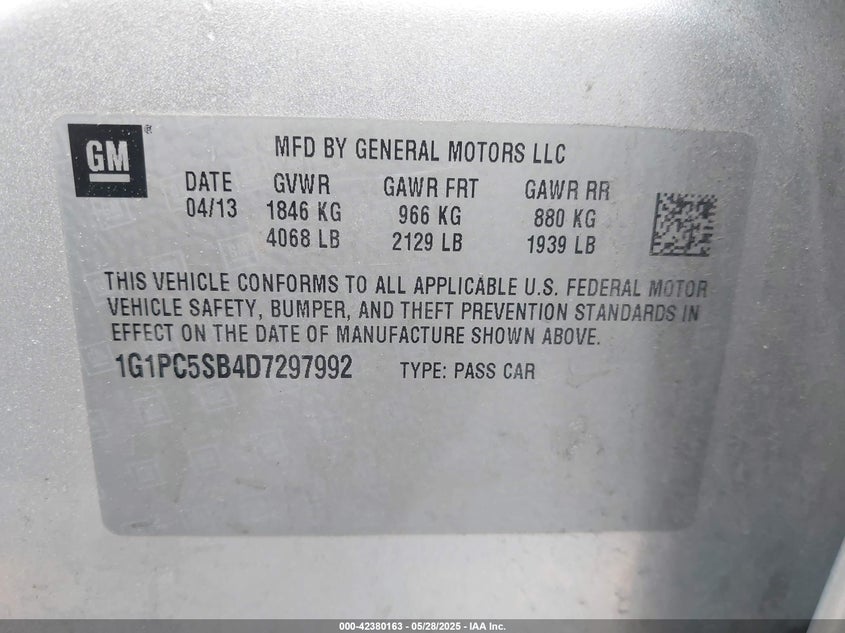 GM
MFD BY GENERAL MOTORS LLC
DATE GVWR GAWR FRT GAWR RR
04/13 1846 KG 966 KG 880 KG
4068 LB 2129 LB 1939 LB
THIS VEHICLE CONFORMS TO ALL APPLICABLE U.S. FEDERAL MOTOR
VEHICLE SAFETY, BUMPER, AND THEFT PREVENTION STANDARDS IN
EFFECT ON THE DATE OF MANUFACTURE SHOWN ABOVE.
1G1PC5SB4D7297992 TYPE: PASS CAR
000-42380163 — 05/28/2025 - IAA Inc.